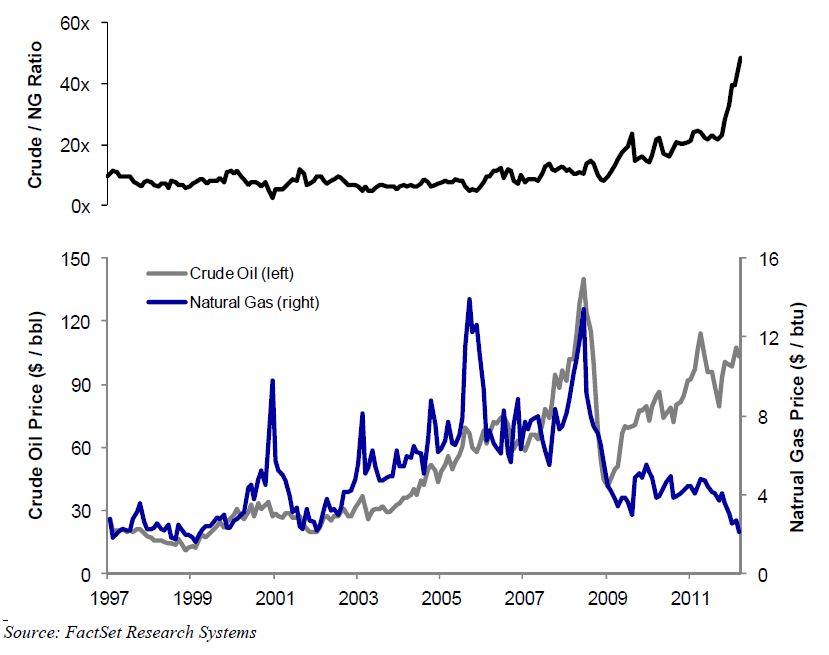 60x
40x
20x
0x
Crude / NG Ratio
150
120
90
60
30
0
Crude Oil Price ($ / bbl)
Crude Oil (left)
Natural Gas (right)
16
12
8
4
0
Natrual Gas Price ($ / btu)
1997 1999 2001 2003 2005 2007 2009 2011
Source: FactSet Research Systems